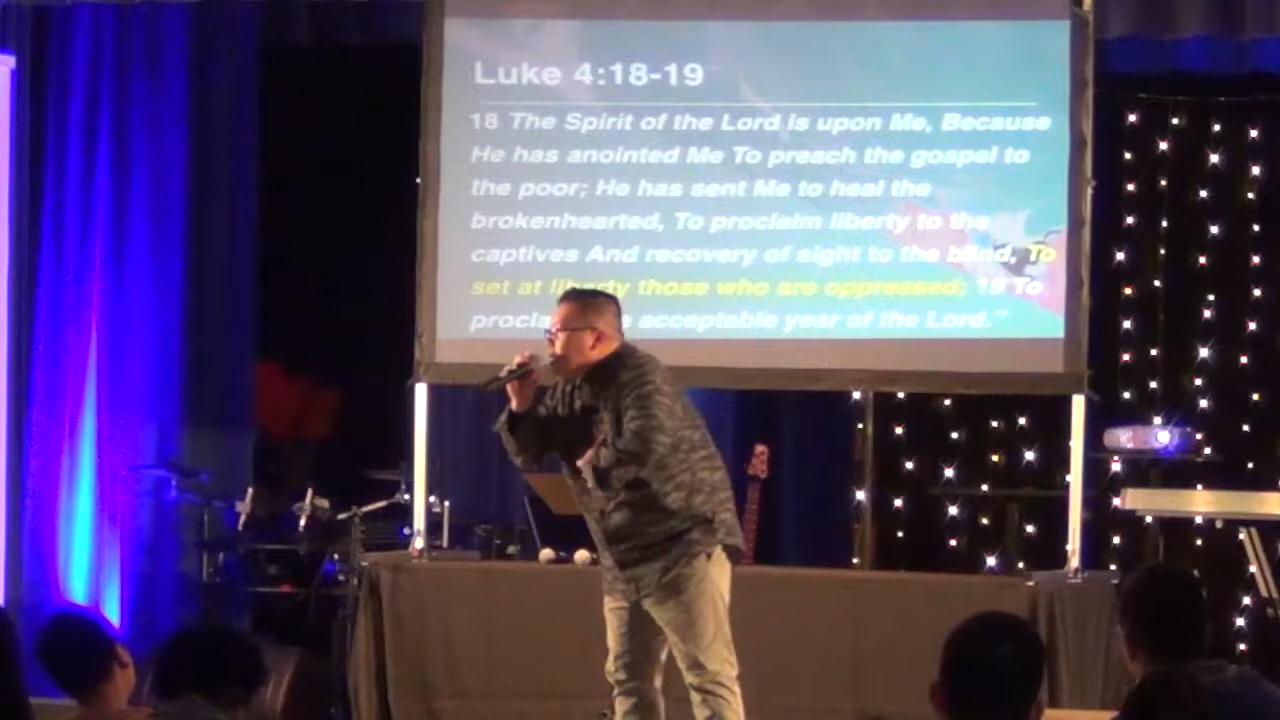 Luke 4:18-19
18 The Spirit of the Lord is upon Me, Because
He has anointed Me To preach the gospel to
the poor; He has sent Me to heal the
brokenhearted, To proclaim liberty to the
captives And recovery of sight to the blind, To
set at liberty those who are oppressed; 19 To
acceptable year of the Lord."